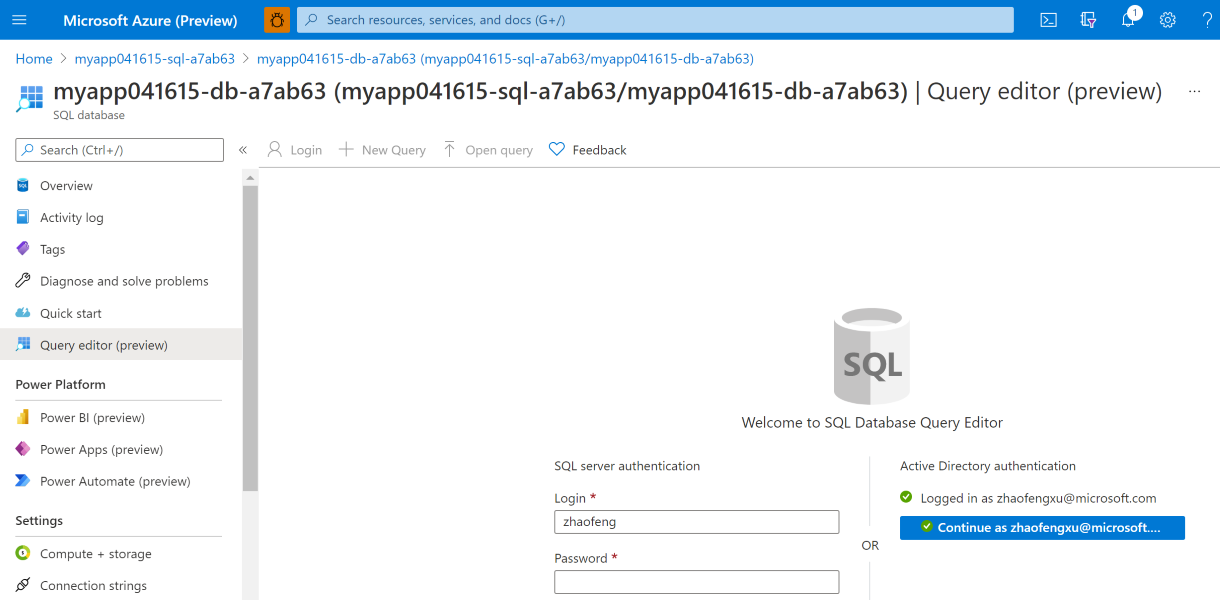 Microsoft Azure (Preview)
Search resources, services, and docs (G+/)
1
?
Home > myapp041615-sql-a7ab63 > myapp041615-db-a7ab63 (myapp041615-sql-a7ab63/myapp041615-db-a7ab63)
myapp041615-db-a7ab63 (myapp041615-sql-a7ab63/myapp041615-db-a7ab63) | Query editor (preview) ...
SQL database
Search (Ctrl+/) «
Login
New Query
Open query
Feedback
SQL Overview
Activity log
Tags
Diagnose and solve problems
Quick start
Query editor (preview)
Power Platform
Power BI (preview)
Power Apps (preview)
Power Automate (preview)
Settings
Compute + storage
Connection strings
SQL
Welcome to SQL Database Query Editor
SQL server authentication
Login *
zhaofeng
Password *
OR
Active Directory authentication
Logged in as zhaofengxu@microsoft.com
Continue as zhaofengxu@microsoft....